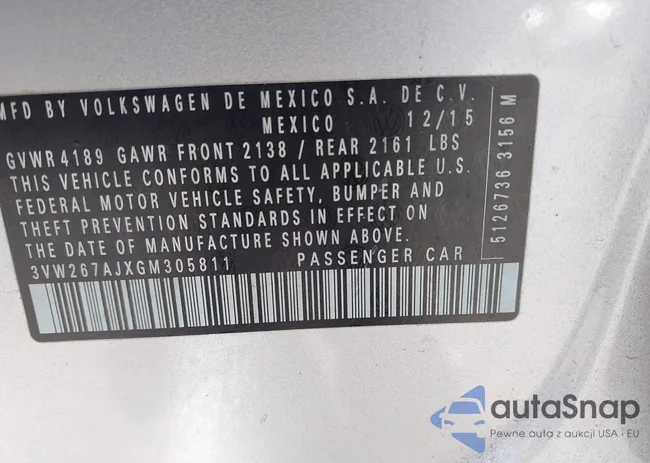 MFD BY VOLKSWAGEN DE MEXICO S.A. DE C.V.
MEXICO 12/15
GVWR 4189 GAWR FRONT 2138 / REAR 2161 LBS
THIS VEHICLE CONFORMS TO ALL APPLICABLE U.S.
FEDERAL MOTOR VEHICLE SAFETY, BUMPER AND
THEFT PREVENTION STANDARDS IN EFFECT ON
THE DATE OF MANUFACTURE SHOWN ABOVE.
3VW267AJXGM305811 PASSENGER CAR
5126736 3156 M
autaSnap
Pewne auta z aukcji USA i EU